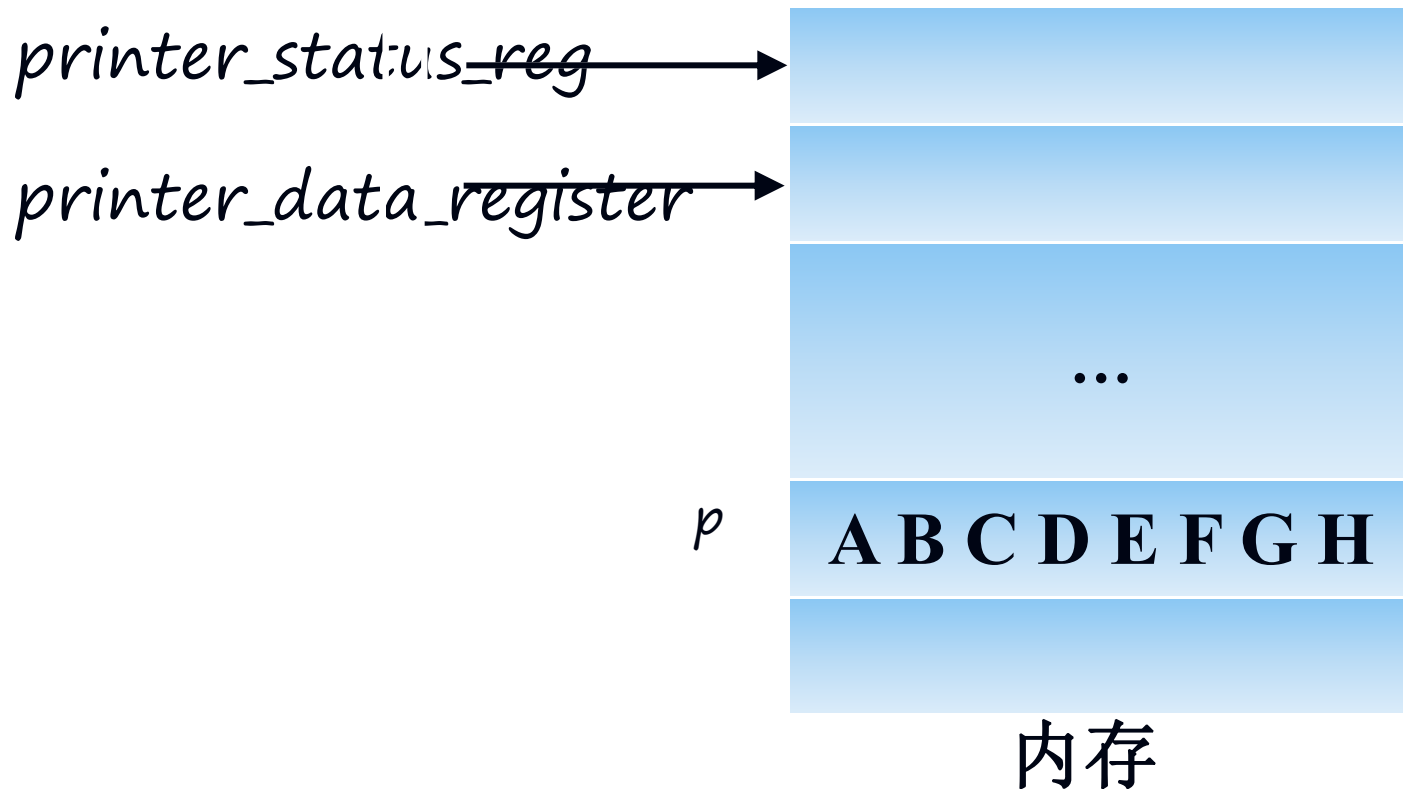 printer_status_reg
printer_data_register
...
p
A B C D E F G H
内存